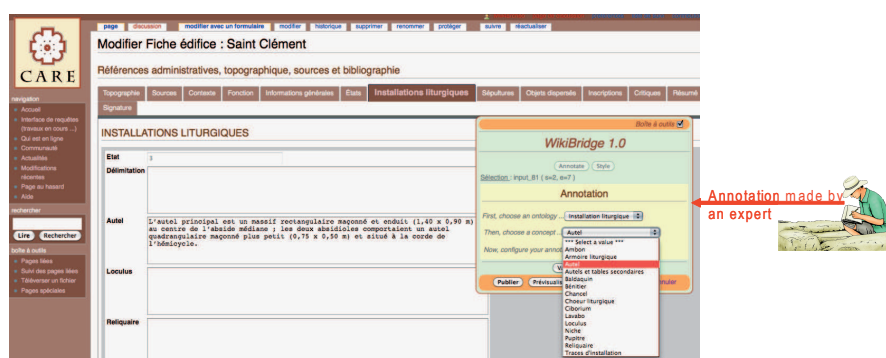 page discussion modifier avec un formulaire modifier historique supprimer renommer protéger suivre réactualiser
Modifier Fiche édifice : Saint Clément
Références administratives, topographique, sources et bibliographie
CARE
Topographie Sources Contexte Fonction Informations générales États Installations liturgiques Sépultures Objets dispersés Inscriptions Critiques Résumé
Signature
navigation
Accueil
Interface de requêtes
(travaux en cours ...)
Qui est en ligne
Communauté
Actualités
Modifications
récentes
Page au hasard
Aide
rechercher
Lire Rechercher
boîte à outils
Pages liées
Suivi des pages liées
Téléverser un fichier
Pages spéciales
INSTALLATIONS LITURGIQUES
Etat
Délimitation
Autel
L'autel principal est un massif rectangulaire maçonné et enduit (1,40 x 0,90 m)
au centre de l'abside médiane ; les deux absidioles comportaient un autel
quadrangulaire maçonné plus petit (0,75 x 0,50 m) et situé à la corde de
l'hémicycle.
Loculus
Reliquaire
Boîte à outils
WikiBridge 1.0
Annotate Style
Sélection : input_81 ( s=2, e=7 )
Annotation
First, choose an ontology ... Installation liturgique
Then, choose a concept ... Autel
Now, configure your annot
*** Select a value ***
Ambon
Armoire liturgique
Autel
Autels et tables secondaires
Baldaquin
Bénitier
Chancel
Choeur liturgique
Ciborium
Lavabo
Loculus
Niche
Pupitre
Reliquaire
Traces d'installation
Publier Prévisualis
nuler
Annotation made by
an expert